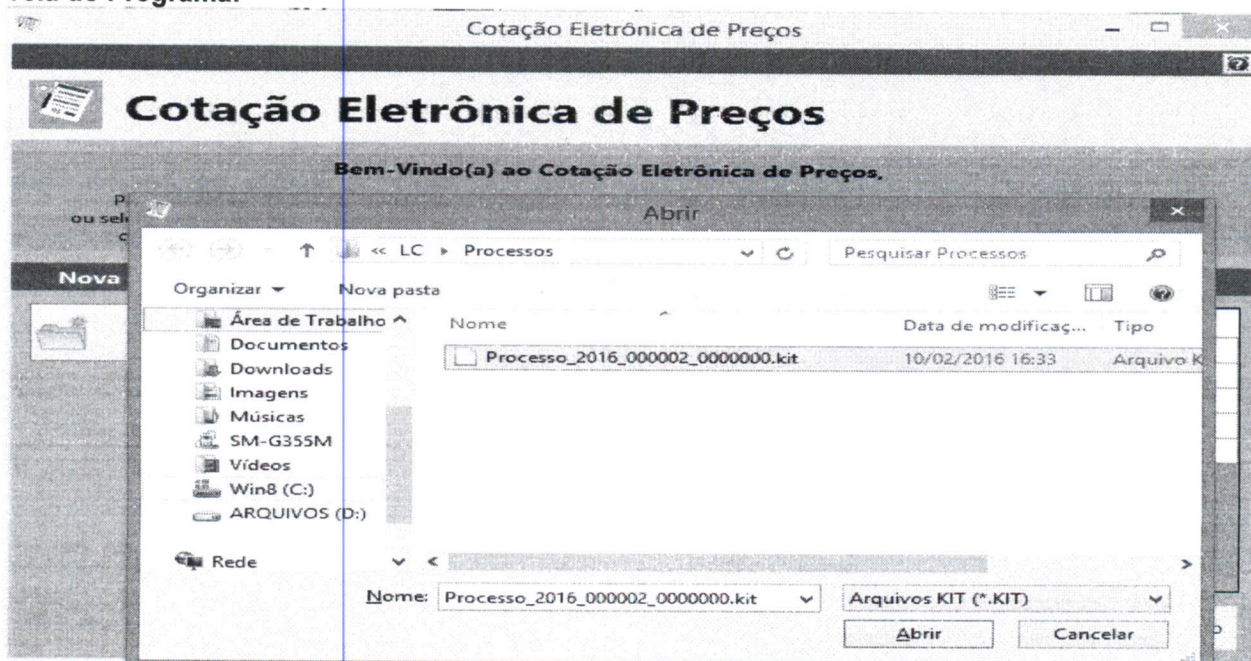 Cotação Eletrônica de Preços
Cotação Eletrônica de Preços
Bem-Vindo(a) ao Cotação Eletrônica de Preços,
ou sele
Abrir
« LC ▸ Processos
Pesquisar Processos
Nova
Organizar
Nova pasta
Área de Trabalho
Documentos
Downloads
Imagens
Músicas
SM-G355M
Vídeos
Win8 (C:)
ARQUIVOS (D:)
Rede
Nome
Data de modificaç...
Tipo
Processo_2016_000002_0000000.kit
10/02/2016 16:33
Arquivo K
Nome:
Processo_2016_000002_0000000.kit
Arquivos KIT (*.KIT)
Abrir
Cancelar